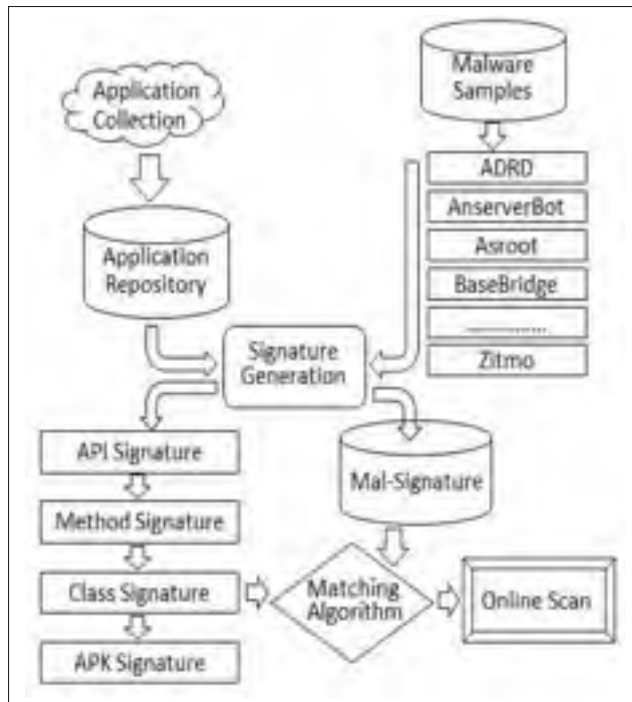 Application
Collection
Malware
Samples
ADRD
AnserverBot
Asroot
BaseBridge
................
Zitmo
Application
Repository
Signature
Generation
API Signature
Method Signature
Class Signature
APK Signature
Mal-Signature
Matching
Algorithm
Online Scan